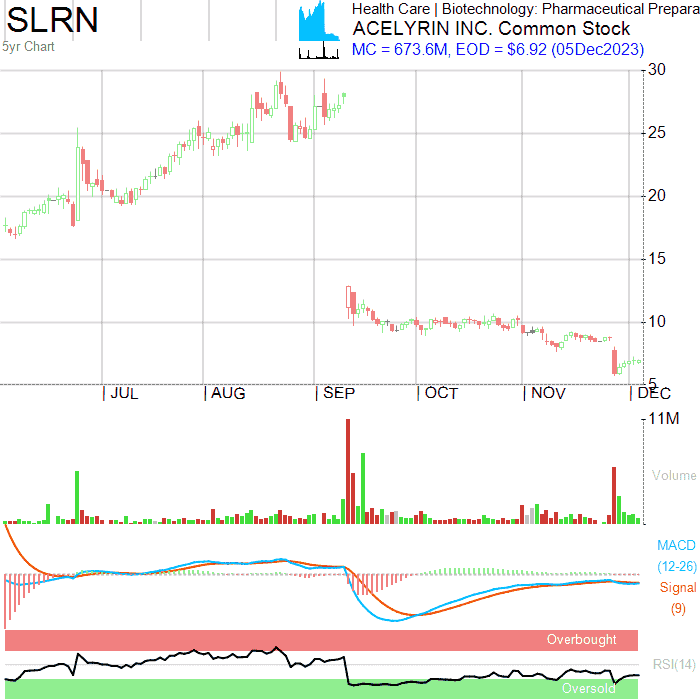 SLRN
Health Care | Biotechnology: Pharmaceutical Prepara
ACELYRIN INC. Common Stock
5yr Chart
MC = 673.6M, EOD = $6.92 (05Dec2023)
30
25
20
15
10
5
JUL AUG SEP OCT NOV DEC
11M
Volume
MACD
(12-26)
Signal
(9)
Overbought
RSI(14)
Oversold